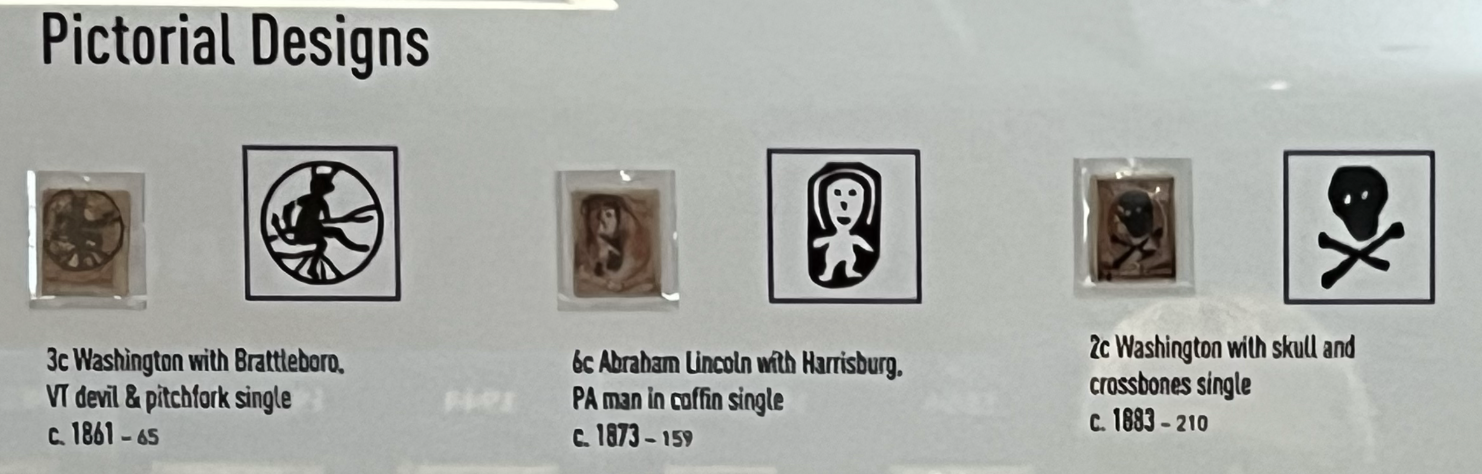 Pictorial Designs
3c Washington with Brattleboro,
VT devil & pitchfork single
c. 1861 – 65
6c Abraham Lincoln with Harrisburg,
PA man in coffin single
c. 1873 – 159
2c Washington with skull and
crossbones single
c. 1883 – 210